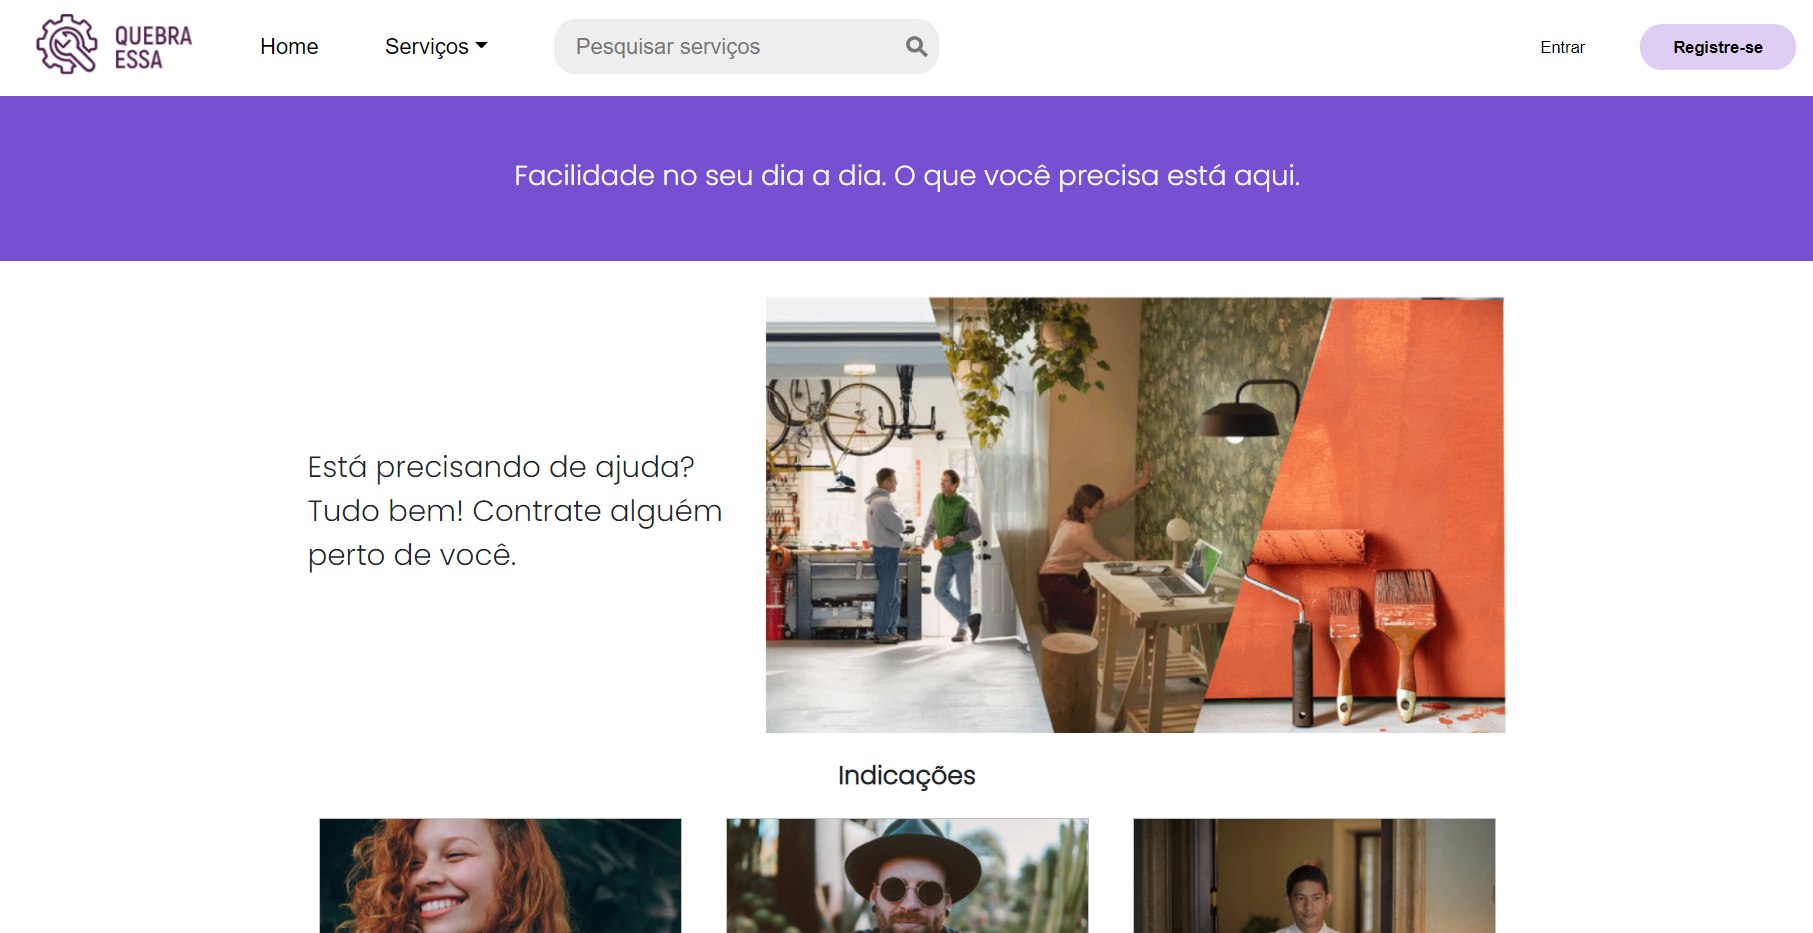 QUEBRA
ESSA
Home
Serviços
Pesquisar serviços
Entrar
Registre-se
Facilidade no seu dia a dia. O que você precisa está aqui.
Está precisando de ajuda?
Tudo bem! Contrate alguém
perto de você.
Indicações